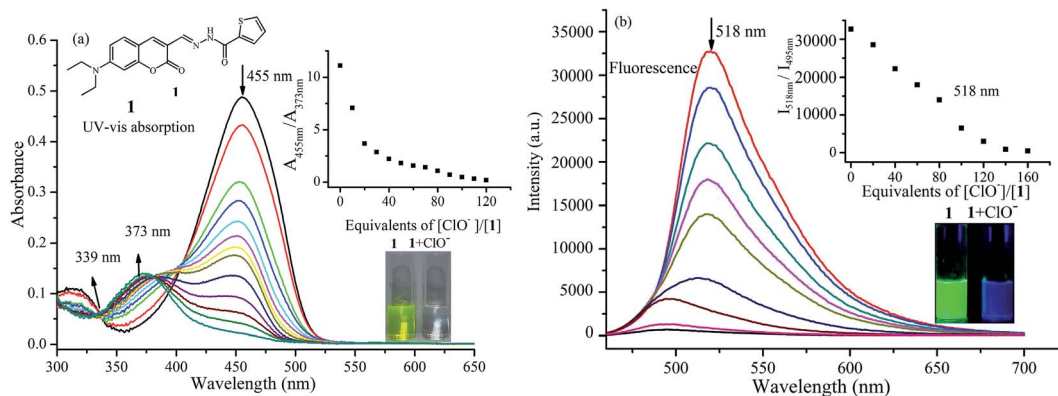 (a)
S
N
NH
O
N
O
O
1
1
UV-vis absorption
455 nm
373 nm
339 nm
0.6
0.5
0.4
0.3
0.2
0.1
0.0
Absorbance
300 350 400 450 500 550 600 650
Wavelength (nm)
A455nm/A373nm
10
5
0
0 40 80 120
Equivalents of [ClO⁻]/[1]
1 1+ClO⁻
(b)
518 nm
Fluorescence
35000
30000
25000
20000
15000
10000
5000
0
Intensity (a.u.)
500 550 600 650 700
Wavelength (nm)
I518nm/I495nm
30000
20000
10000
0
518 nm
0 40 80 120 160
Equivalents of [ClO⁻]/[1]
1 1+ClO⁻